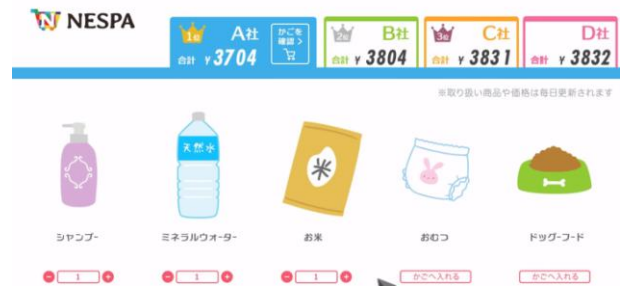 NESPA
1e A社 かごを確認 >
合計 ¥3704
2e B社
合計 ¥3804
3e C社
合計 ¥3831
D社
合計 ¥3832
※取り扱い商品や価格は毎日更新されます
天然水
米
シャンプー
ミネラルウォーター
お米
おむつ
ドッグフード
1
1
1
かごへ入れる
かごへ入れる